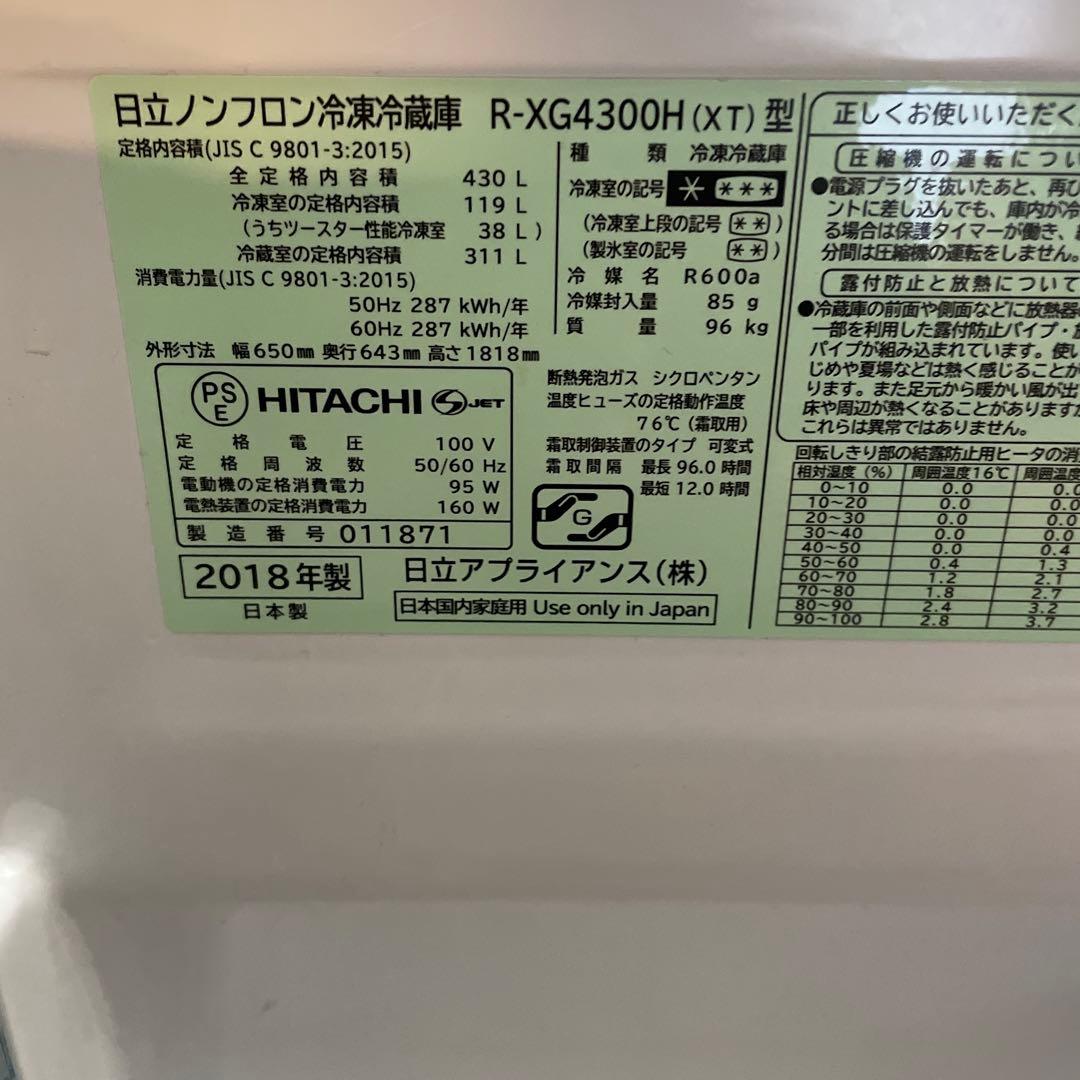 日立ノンフロン冷凍冷蔵庫 R-XG4300H(XT)型
定格内容積(JIS C 9801-3:2015)
全定格内容積 430 L
冷凍室の定格内容積 119 L
(うちツースター性能冷凍室 38 L)
冷蔵室の定格内容積 311 L
消費電力量(JIS C 9801-3:2015)
50Hz 287 kWh/年
60Hz 287 kWh/年
外形寸法 幅650mm 奥行643mm 高さ1818mm
種類 冷凍冷蔵庫
冷凍室の記号 * ***
(冷凍室上段の記号 **)
(製氷室の記号 **)
冷媒名 R600a
冷媒封入量 85 g
質量 96 kg
PS
E
HITACHI S JET
定格電圧 100 V
定格周波数 50/60 Hz
電動機の定格消費電力 95 W
電熱装置の定格消費電力 160 W
製造番号 011871
断熱発泡ガス シクロペンタン
温度ヒューズの定格動作温度
76℃(霜取用)
霜取制御装置のタイプ 可変式
霜取間隔 最長 96.0 時間
最短 12.0 時間
G
2018年製
日本製
日立アプライアンス(株)
日本国内家庭用 Use only in Japan
正しくお使いいただく
圧縮機の運転につい
●電源プラグを抜いたあと、再び
ントに差し込んでも、庫内が冷
る場合は保護タイマーが働き、
分間は圧縮機の運転をしません。
露付防止と放熱について
●冷蔵庫の前面や側面などに放熱器
一部を利用した露付防止パイプ・
パイプが組み込まれています。使い
じめや夏場などは熱く感じることが
ります。また足元から暖かい風が出
床や周辺が熱くなることがありますが
これらは異常ではありません。
回転しきり部の結露防止用ヒータの消
相対湿度(%) 周囲温度16℃ 周囲温度
0～10 0.0 0.0
10～20 0.0 0.0
20～30 0.0 0.0
30～40 0.0 0.0
40～50 0.0 0.4
50～60 0.4 1.3
60～70 1.2 2.1
70～80 1.8 2.7
80～90 2.4 3.2
90～100 2.8 3.7